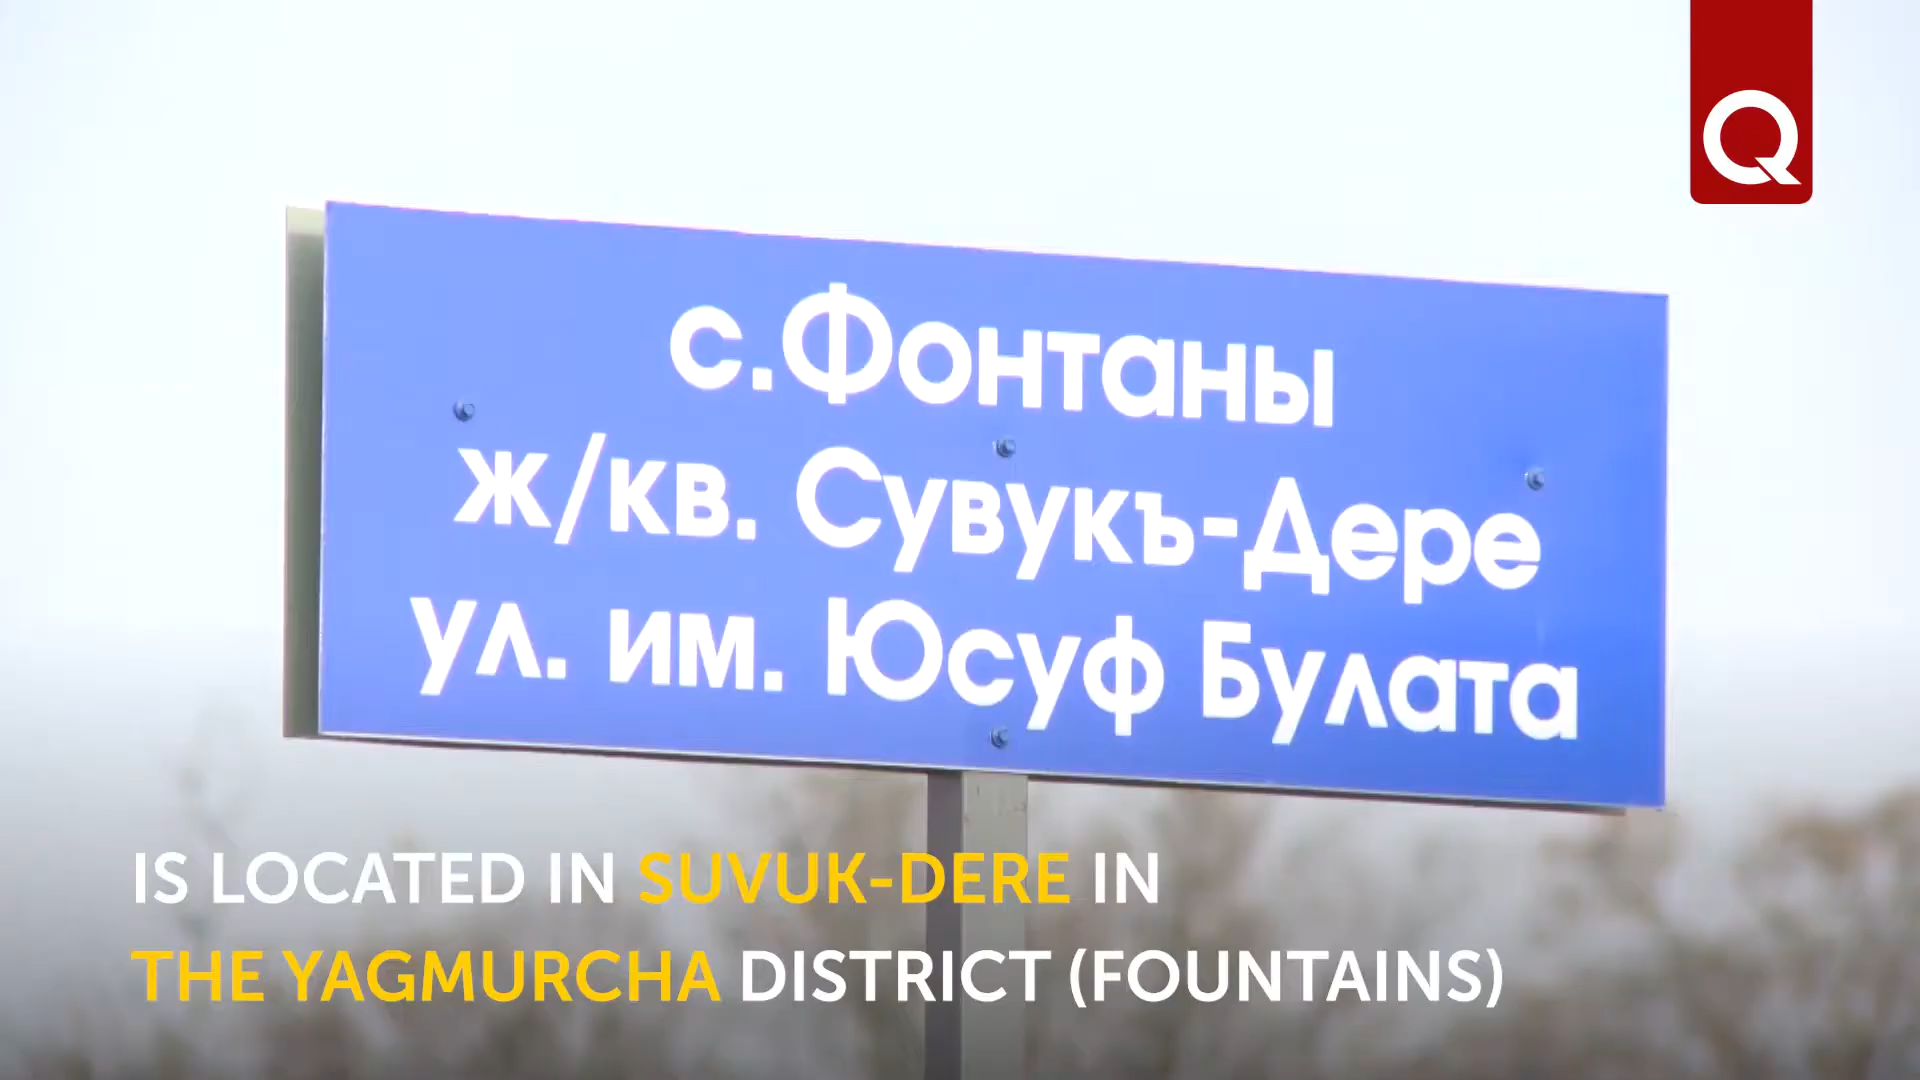 Q
с.Фонтаны
ж/кв. Сувукъ-Дере
ул. им. Юсуф Булата
IS LOCATED IN SUVUK-DERE IN
THE YAGMURCHA DISTRICT (FOUNTAINS)